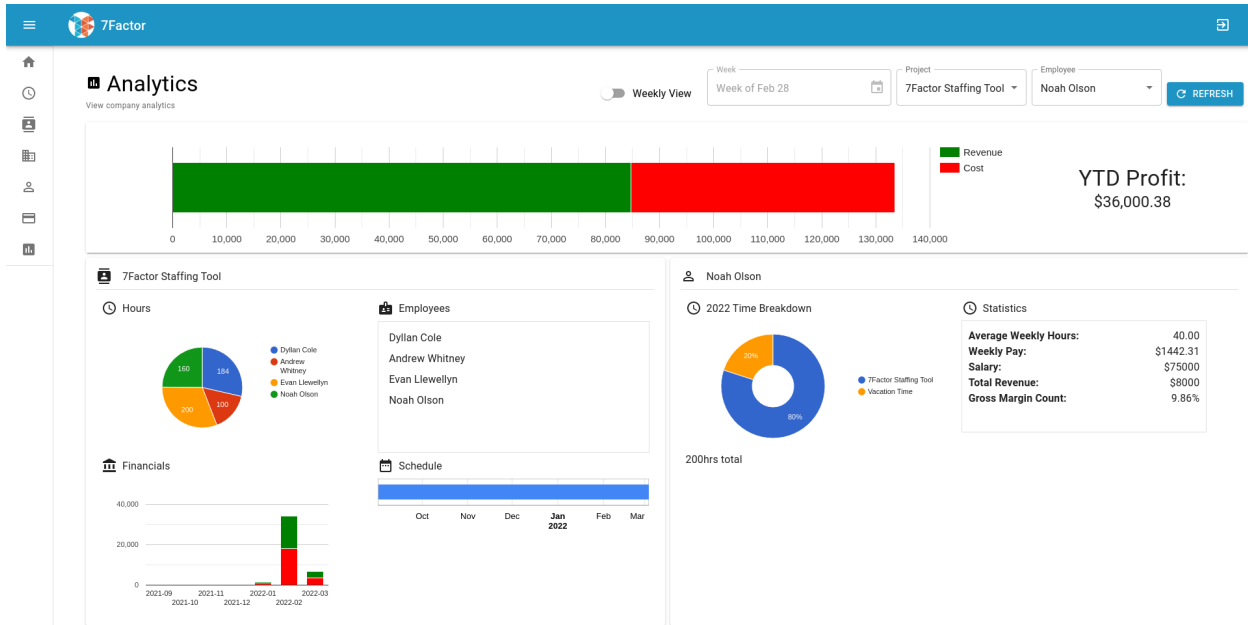 7Factor
Analytics
View company analytics
Weekly View
Week
Week of Feb 28
Project
7Factor Staffing Tool
Employee
Noah Olson
REFRESH
Revenue
Cost
0 10,000 20,000 30,000 40,000 50,000 60,000 70,000 80,000 90,000 100,000 110,000 120,000 130,000 140,000
YTD Profit:
$36,000.38
7Factor Staffing Tool
Hours
160
184
200
100
Dyllan Cole
Andrew
Whitney
Evan Llewellyn
Noah Olson
Employees
Dyllan Cole
Andrew Whitney
Evan Llewellyn
Noah Olson
Financials
40,000
20,000
0
2021-09 2021-11 2022-01 2022-03
2021-10 2021-12 2022-02
Schedule
Oct Nov Dec Jan Feb Mar
2022
Noah Olson
2022 Time Breakdown
20%
80%
7Factor Staffing Tool
Vacation Time
200hrs total
Statistics
Average Weekly Hours: 40.00
Weekly Pay: $1442.31
Salary: $75000
Total Revenue: $8000
Gross Margin Count: 9.86%